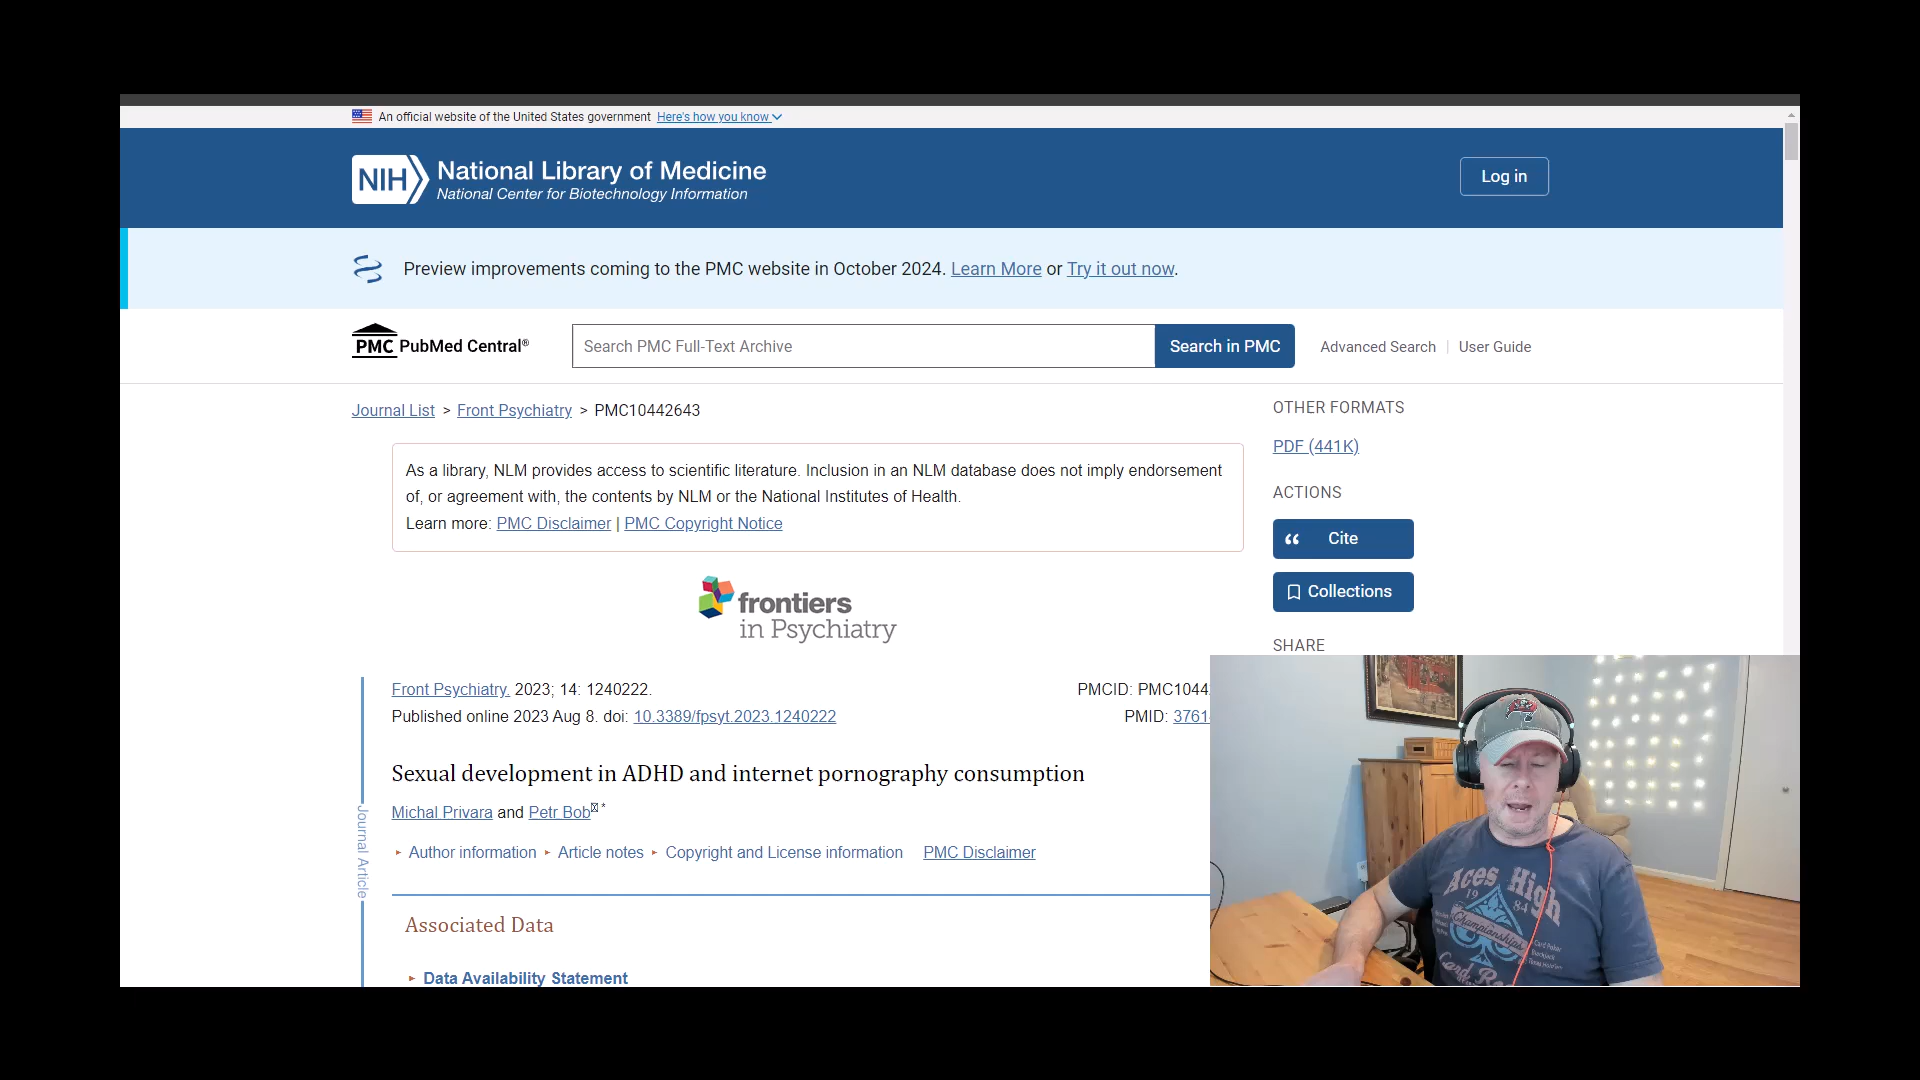 An official website of the United States government Here's how you know
NIH National Library of Medicine
National Center for Biotechnology Information
Log in
Preview improvements coming to the PMC website in October 2024. Learn More or Try it out now.
PMC PubMed Central®
Search PMC Full-Text Archive
Search in PMC
Advanced Search | User Guide
Journal List > Front Psychiatry > PMC10442643
As a library, NLM provides access to scientific literature. Inclusion in an NLM database does not imply endorsement
of, or agreement with, the contents by NLM or the National Institutes of Health.
Learn more: PMC Disclaimer | PMC Copyright Notice
OTHER FORMATS
PDF (441K)
ACTIONS
Cite
Collections
SHARE
frontiers
in Psychiatry
Front Psychiatry. 2023; 14: 1240222.
PMCID: PMC1044
Published online 2023 Aug 8. doi: 10.3389/fpsyt.2023.1240222
PMID: 3761
Sexual development in ADHD and internet pornography consumption
Michal Privara and Petr Bob *
Author information Article notes Copyright and License information PMC Disclaimer
Journal Article
Associated Data
Data Availability Statement
Aces High
19 84
Championships